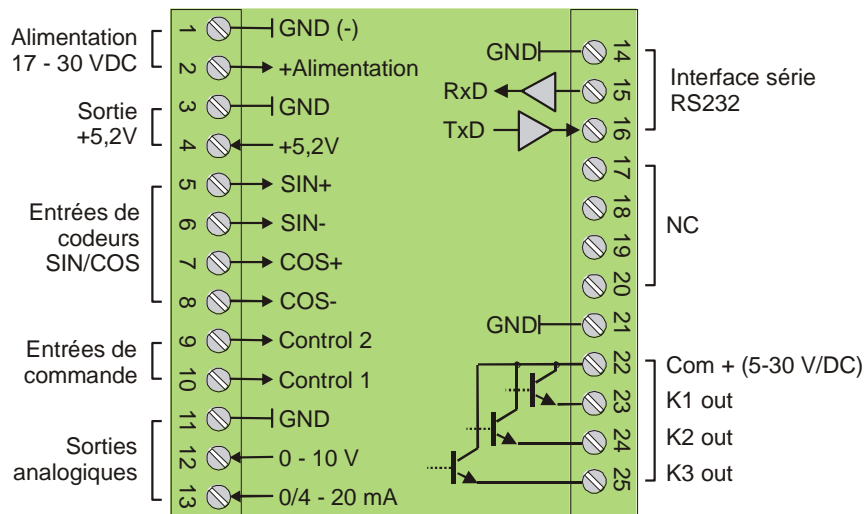 Alimentation
17 - 30 VDC
Sortie
+5,2V
Entrées de
codeurs
SIN/COS
Entrées de
commande
Sorties
analogiques
1 GND (-)
2 +Alimentation
3 GND
4 +5,2V
5 SIN+
6 SIN-
7 COS+
8 COS-
9 Control 2
10 Control 1
11 GND
12 0 - 10 V
13 0/4 - 20 mA
GND 14
RxD 15
TxD 16
17
18
19
20
GND 21
22
23
24
25
Interface série
RS232
NC
Com + (5-30 V/DC)
K1 out
K2 out
K3 out